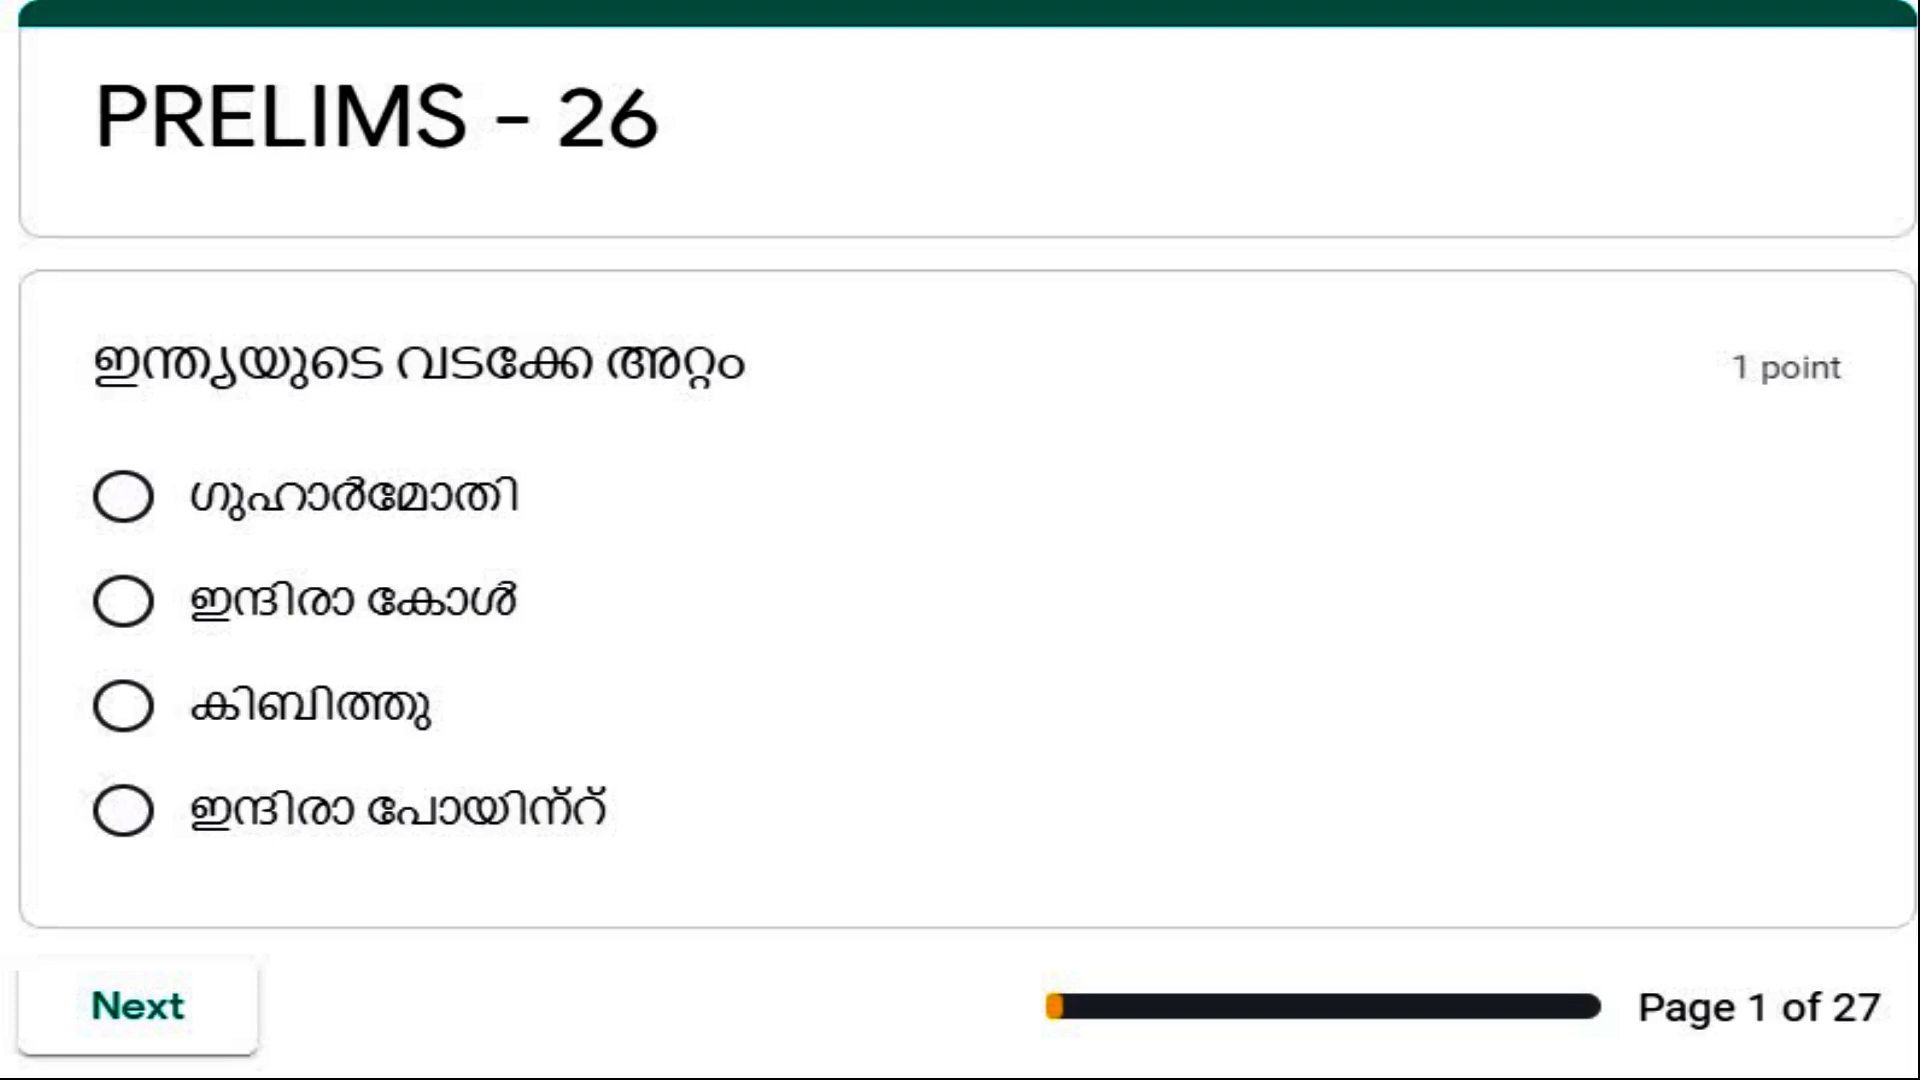 PRELIMS - 26
ഇന്ത്യയുടെ വടക്കേ അറ്റം
1 point
ഗുഹാർമോതി
ഇന്ദിരാ കോൾ
കിബിത്തു
ഇന്ദിരാ പോയിന്റ്
Next
Page 1 of 27